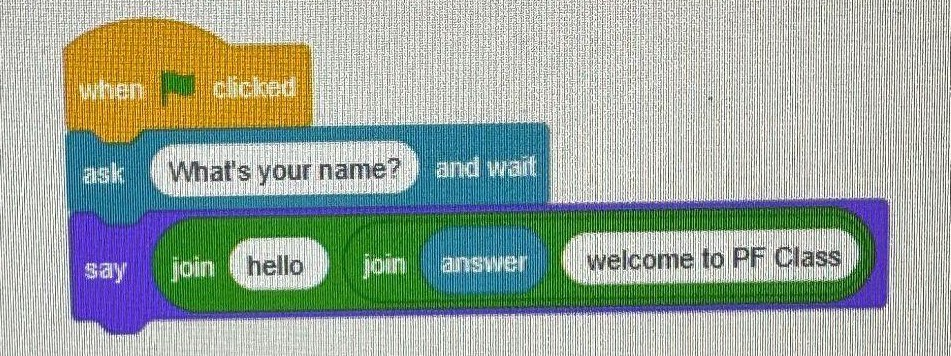 when clicked
ask What's your name? and wait
say join hello join answer welcome to PF Class